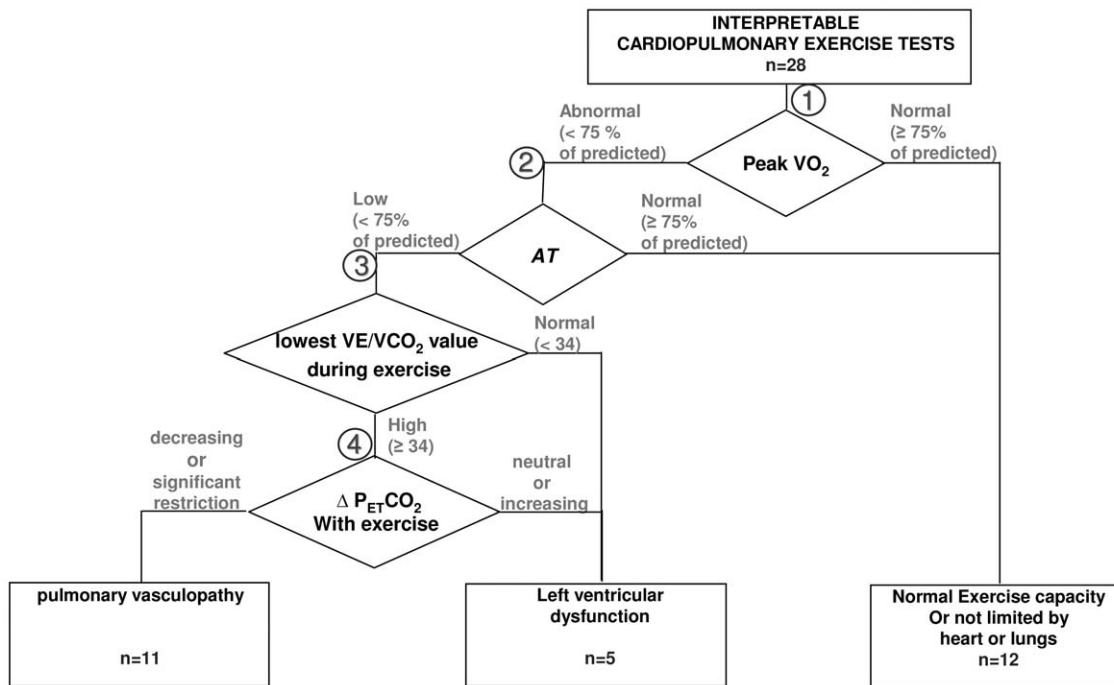 INTERPRETABLE
CARDIOPULMONARY EXERCISE TESTS
n=28
1
Abnormal
(< 75 %
of predicted)
Normal
(≥ 75%
of predicted)
Peak VO₂
2
Low
(< 75%
of predicted)
Normal
(≥ 75%
of predicted)
AT
3
lowest VE/VCO₂ value
during exercise
Normal
(< 34)
4
High
(≥ 34)
decreasing
or
significant
restriction
neutral
or
increasing
Δ PETCO₂
With exercise
pulmonary vasculopathy
n=11
Left ventricular
dysfunction
n=5
Normal Exercise capacity
Or not limited by
heart or lungs
n=12